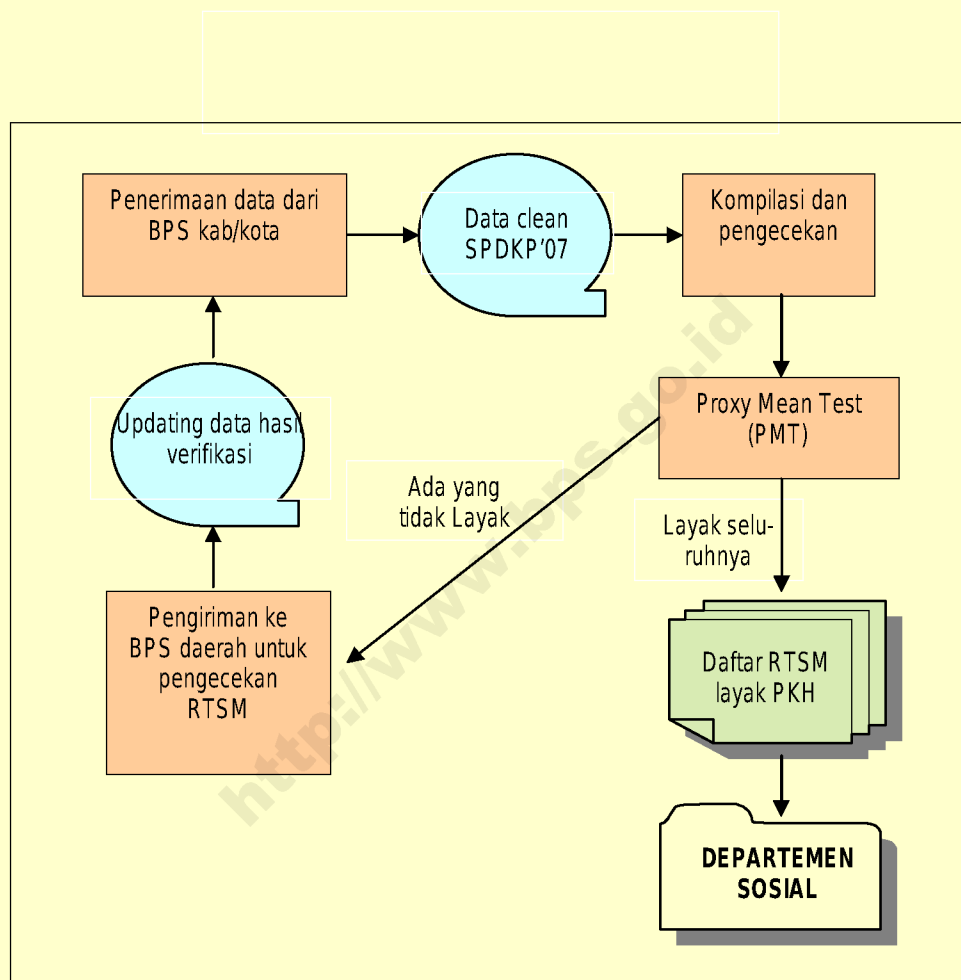 Penerimaan data dari
BPS kab/kota
Data clean
SPDKP'07
Kompilasi dan
pengecekan
Updating data hasil
verifikasi
Proxy Mean Test
(PMT)
Ada yang
tidak Layak
Layak selu-
ruhnya
Pengiriman ke
BPS daerah untuk
pengecekan
RTSM
Daftar RTSM
layak PKH
DEPARTEMEN
SOSIAL
http://www.bps.go.id